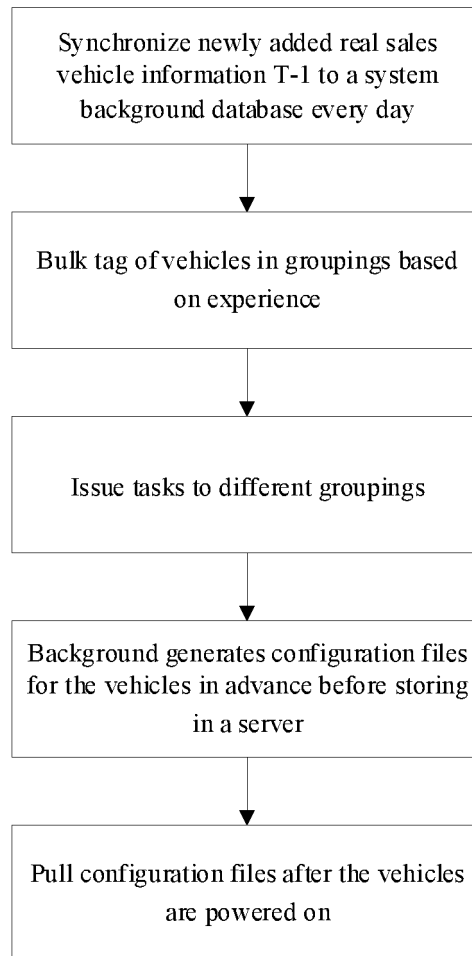 Synchronize newly added real sales
vehicle information T-1 to a system
background database every day
Bulk tag of vehicles in groupings based
on experience
Issue tasks to different groupings
Background generates configuration files
for the vehicles in advance before storing
in a server
Pull configuration files after the vehicles
are powered on